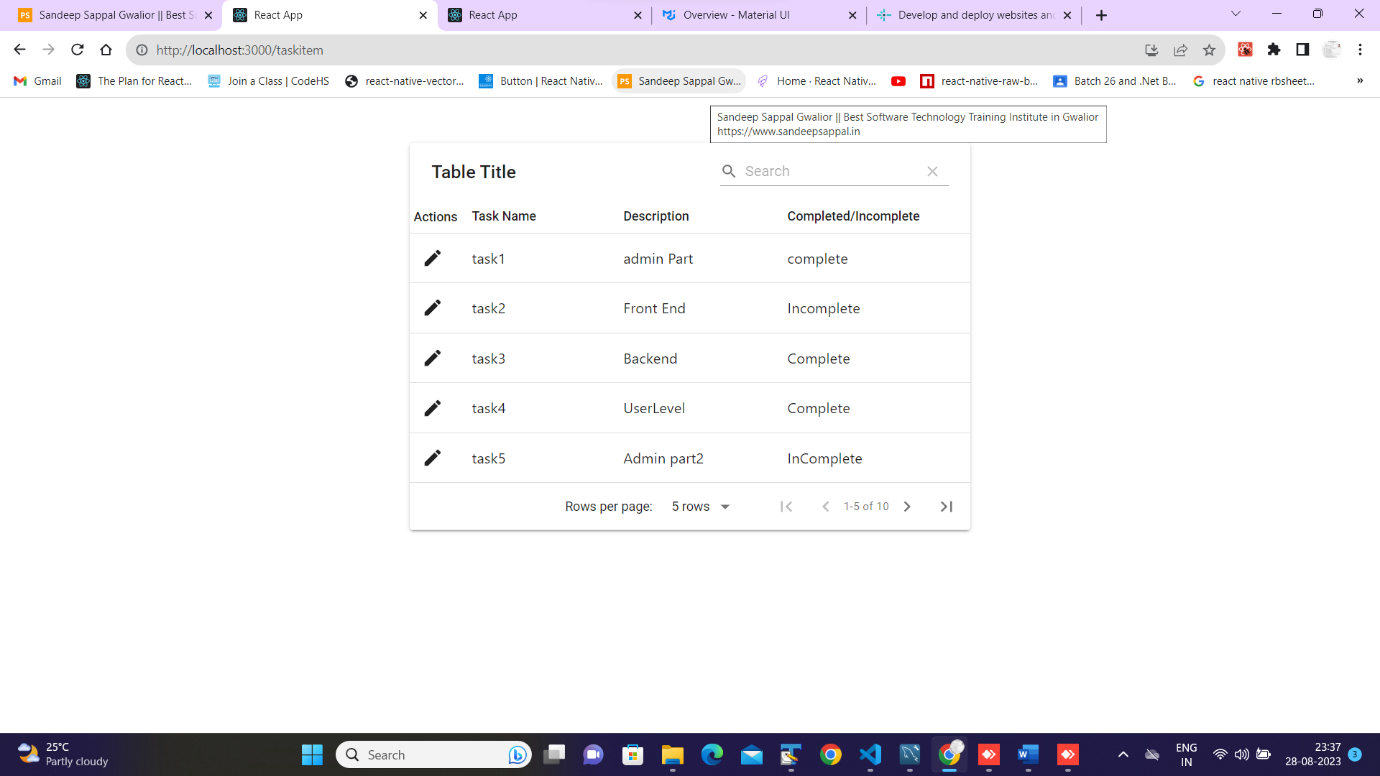 PS Sandeep Sappal Gwalior || Best S
React App
React App
Overview - Material UI
Develop and deploy websites an
http://localhost:3000/taskitem
Gmail
The Plan for React...
Join a Class | CodeHS
react-native-vector...
Button | React Nativ...
PS Sandeep Sappal Gw...
Home · React Nativ...
react-native-raw-b...
Batch 26 and .Net B...
react native rbsheet...
»
Sandeep Sappal Gwalior || Best Software Technology Training Institute in Gwalior
https://www.sandeepsappal.in
Table Title
Search
Actions Task Name Description Completed/Incomplete
task1 admin Part complete
task2 Front End Incomplete
task3 Backend Complete
task4 UserLevel Complete
task5 Admin part2 InComplete
Rows per page: 5 rows 1-5 of 10
25°C
Partly cloudy
Search
ENG
IN
23:37
28-08-2023
3